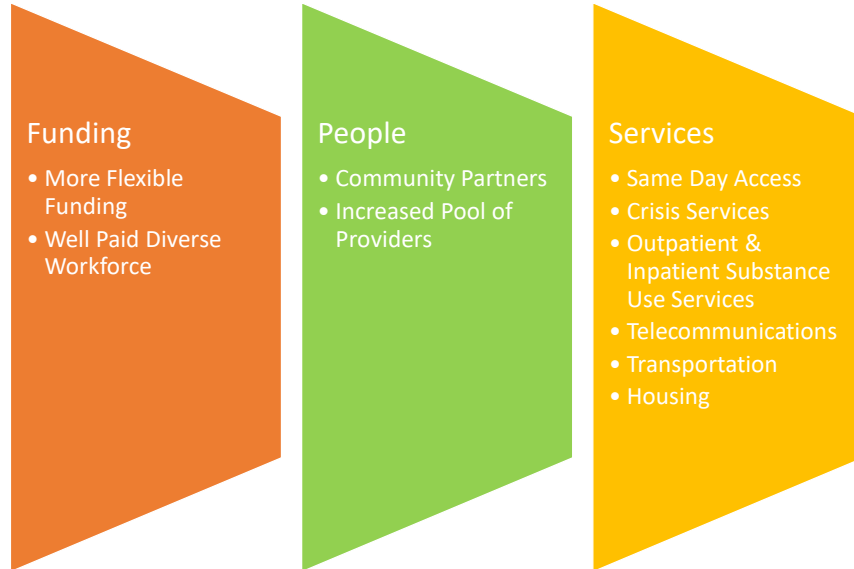 Funding
• More Flexible
Funding
• Well Paid Diverse
Workforce
People
• Community Partners
• Increased Pool of
Providers
Services
• Same Day Access
• Crisis Services
• Outpatient &
Inpatient Substance
Use Services
• Telecommunications
• Transportation
• Housing